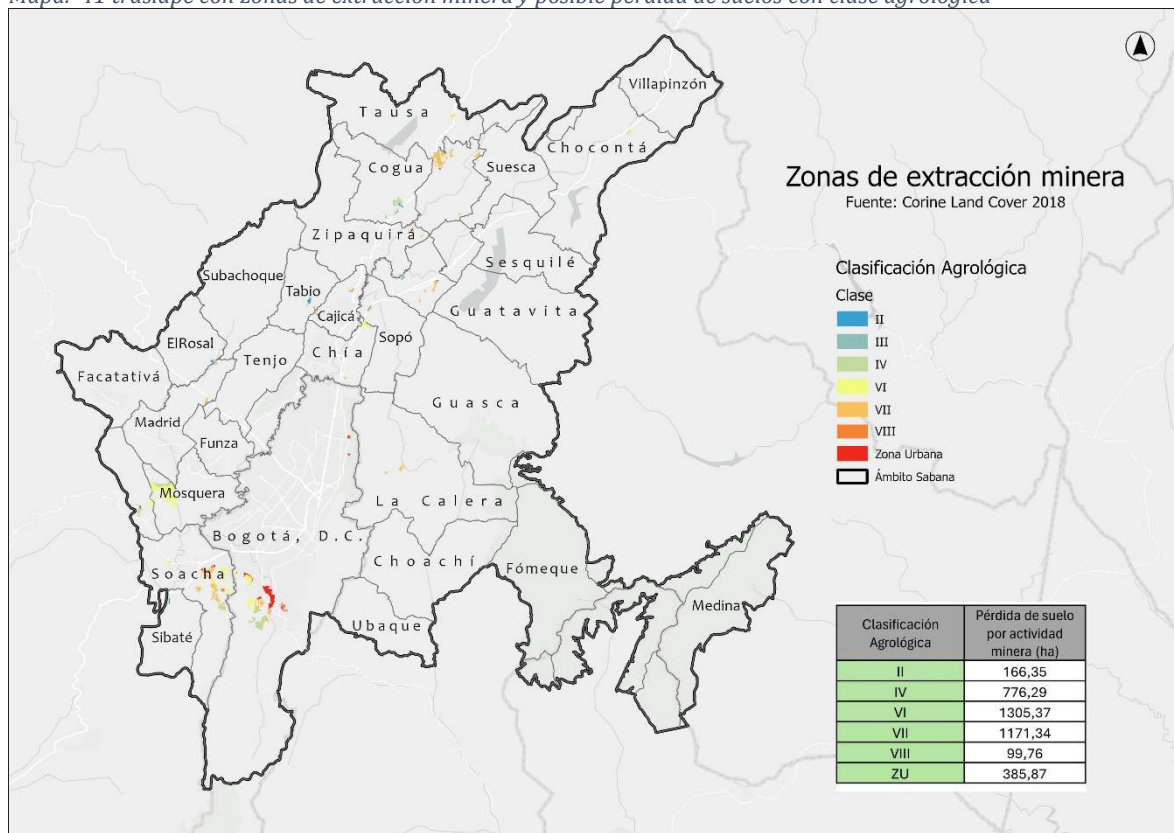 Mapa. 41 traslape con zonas de extracción minera y posible pérdida de suelos con clase agrológica
Villapinzón
Tausa
Chocontá
Cogua
Suesca
Zonas de extracción minera
Fuente: Corine Land Cover 2018
Zipaquirá
Sesquilé
Subachoque
Clasificación Agrológica
Tabio
Clase
Guatavita
Cajicá
II
Sopó
III
ElRosal
Tenjo
Chía
IV
Facatativá
VI
Guasca
VII
Madrid
VIII
Funza
Zona Urbana
Ámbito Sabana
Mosquera
La Calera
Bogotá, D.C.
Choachí
Fómeque
Soacha
Medina
Ubaque
Sibaté
Clasificación Agrológica
Pérdida de suelo por actividad minera (ha)
II 166,35
IV 776,29
VI 1305,37
VII 1171,34
VIII 99,76
ZU 385,87